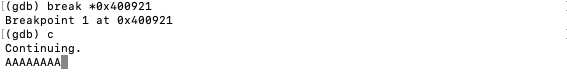 (gdb) break *0x400921
Breakpoint 1 at 0x400921
(gdb) c
Continuing.
AAAAAAAA